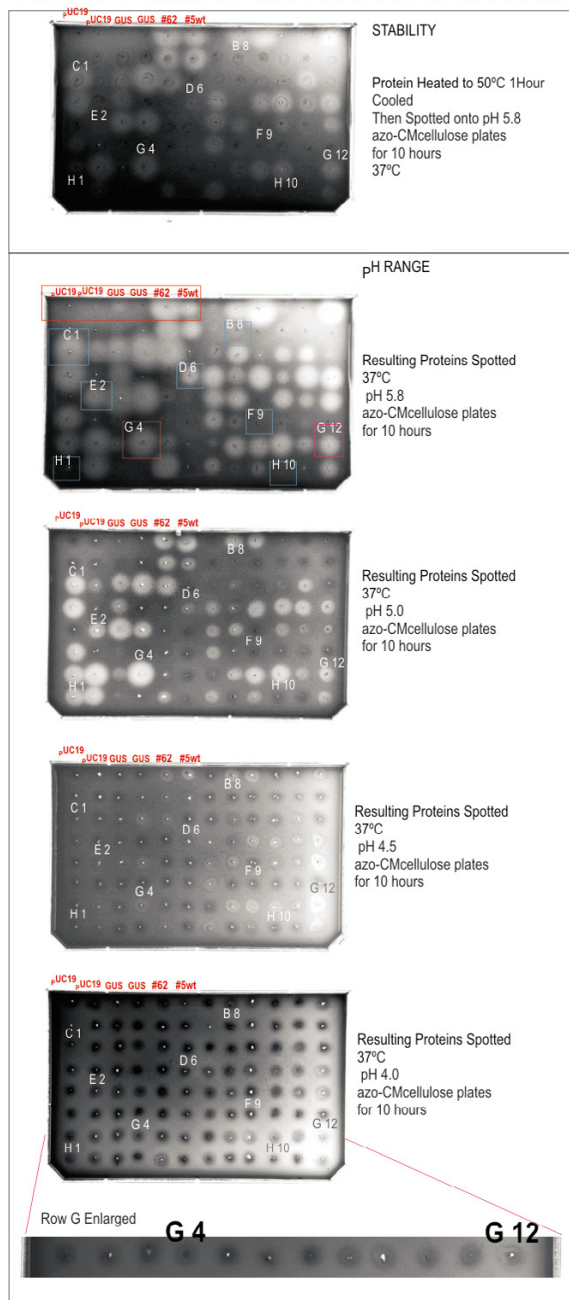 pUC19 pUC19 GUS GUS #62 #5wt
B 8
C 1
D 6
E 2
F 9
G 4
G 12
H 1
H 10
STABILITY
Protein Heated to 50ºC 1Hour
Cooled
Then Spotted onto pH 5.8
azo-CMcellulose plates
for 10 hours
37ºC
pH RANGE
pUC19 pUC19 GUS GUS #62 #5wt
B 8
C 1
D 6
E 2
F 9
G 4
G 12
H 1
H 10
Resulting Proteins Spotted
37ºC
pH 5.8
azo-CMcellulose plates
for 10 hours
pUC19 pUC19 GUS GUS #62 #5wt
B 8
C 1
D 6
E 2
F 9
G 4
G 12
H 1
H 10
Resulting Proteins Spotted
37ºC
pH 5.0
azo-CMcellulose plates
for 10 hours
pUC19 pUC19 GUS GUS #62 #5wt
B 8
C 1
D 6
E 2
F 9
G 4
G 12
H 1
H 10
Resulting Proteins Spotted
37ºC
pH 4.5
azo-CMcellulose plates
for 10 hours
pUC19 pUC19 GUS GUS #62 #5wt
B 8
C 1
D 6
E 2
F 9
G 4
G 12
H 1
H 10
Resulting Proteins Spotted
37ºC
pH 4.0
azo-CMcellulose plates
for 10 hours
Row G Enlarged
G 4
G 12